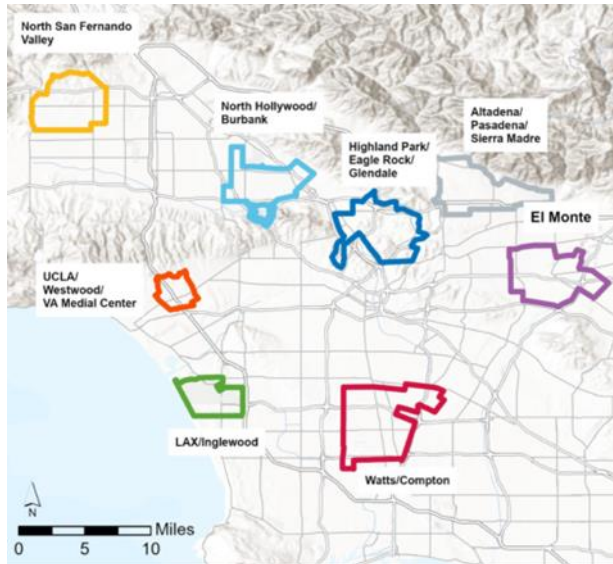 North San Fernando
Valley
North Hollywood/
Burbank
Highland Park/
Eagle Rock/
Glendale
Altadena/
Pasadena/
Sierra Madre
El Monte
UCLA/
Westwood/
VA Medial Center
LAX/Inglewood
Watts/Compton
N
Miles
0 5 10